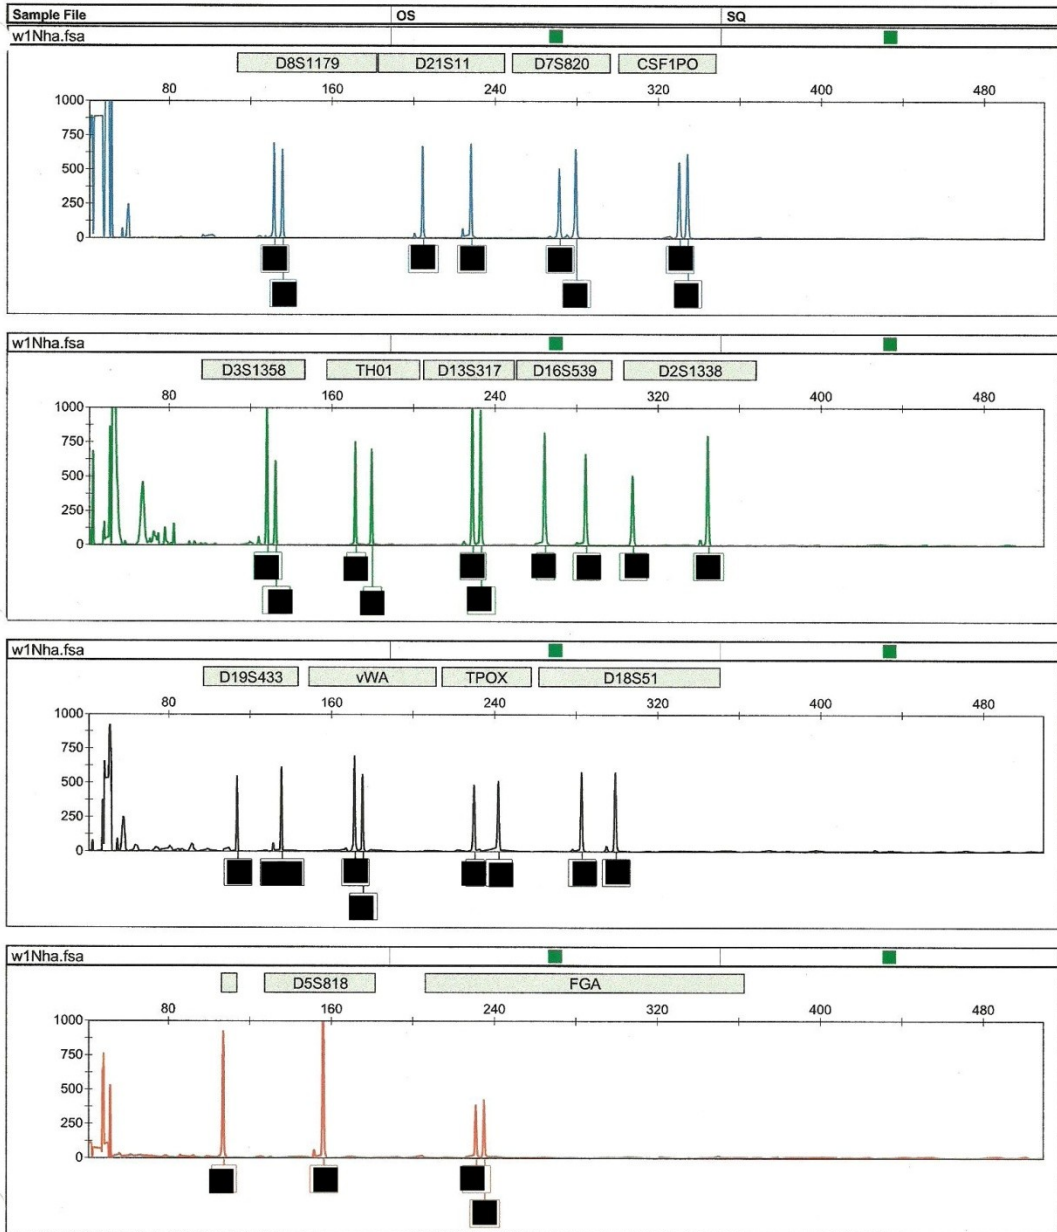 Sample File OS SQ
w1Nha.fsa
D8S1179 D21S11 D7S820 CSF1PO
80 160 240 320 400 480
1000
750
500
250
0
w1Nha.fsa
D3S1358 TH01 D13S317 D16S539 D2S1338
80 160 240 320 400 480
1000
750
500
250
0
w1Nha.fsa
D19S433 vWA TPOX D18S51
80 160 240 320 400 480
1000
750
500
250
0
w1Nha.fsa
D5S818 FGA
80 160 240 320 400 480
1000
750
500
250
0